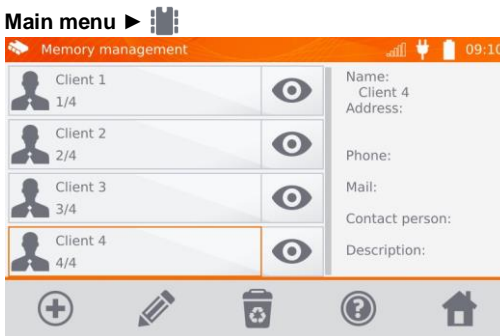 Main menu ►
Memory management 09:10
Client 1
1/4
Client 2
2/4
Client 3
3/4
Client 4
4/4
Name:
Client 4
Address:
Phone:
Mail:
Contact person:
Description: